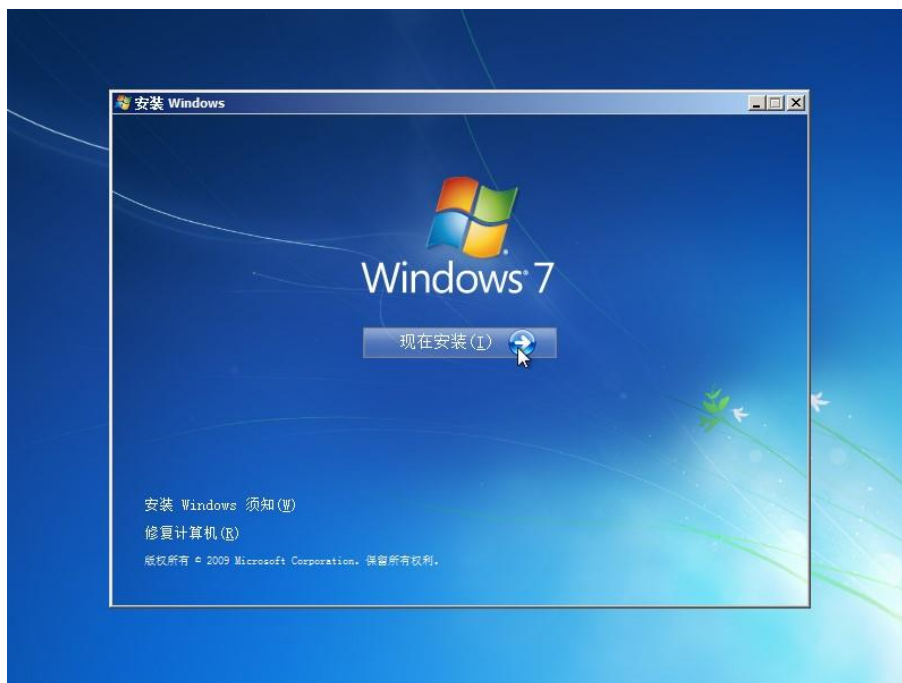 安装 Windows
Windows® 7
现在安装(I)
安装 Windows 须知(W)
修复计算机(R)
版权所有 © 2009 Microsoft Corporation。保留所有权利。